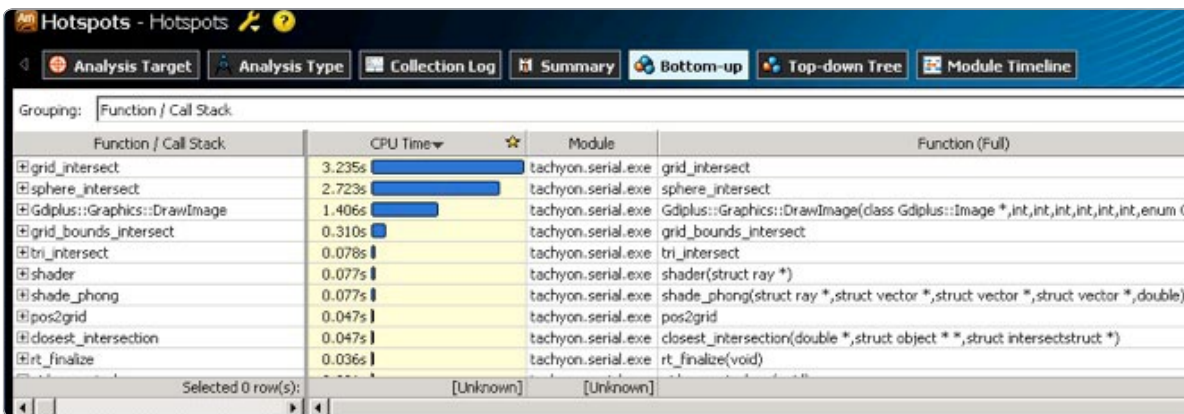 Hotspots - Hotspots
Analysis Target Analysis Type Collection Log Summary Bottom-up Top-down Tree Module Timeline
Grouping: Function / Call Stack
Function / Call Stack CPU Time Module Function (Full)
grid_intersect 3.235s tachyon.serial.exe grid_intersect
sphere_intersect 2.723s tachyon.serial.exe sphere_intersect
Gdiplus::Graphics::DrawImage 1.406s tachyon.serial.exe Gdiplus::Graphics::DrawImage(class Gdiplus::Image *,int,int,int,int,int,int,enum
grid_bounds_intersect 0.310s tachyon.serial.exe grid_bounds_intersect
tri_intersect 0.078s tachyon.serial.exe tri_intersect
shader 0.077s tachyon.serial.exe shader(struct ray *)
shade_phong 0.077s tachyon.serial.exe shade_phong(struct ray *,struct vector *,struct vector *,struct vector *,double)
pos2grid 0.047s tachyon.serial.exe pos2grid
closest_intersection 0.047s tachyon.serial.exe closest_intersection(double *,struct object * *,struct intersectstruct *)
rt_finalize 0.036s tachyon.serial.exe rt_finalize(void)
Selected 0 row(s): [Unknown] [Unknown]